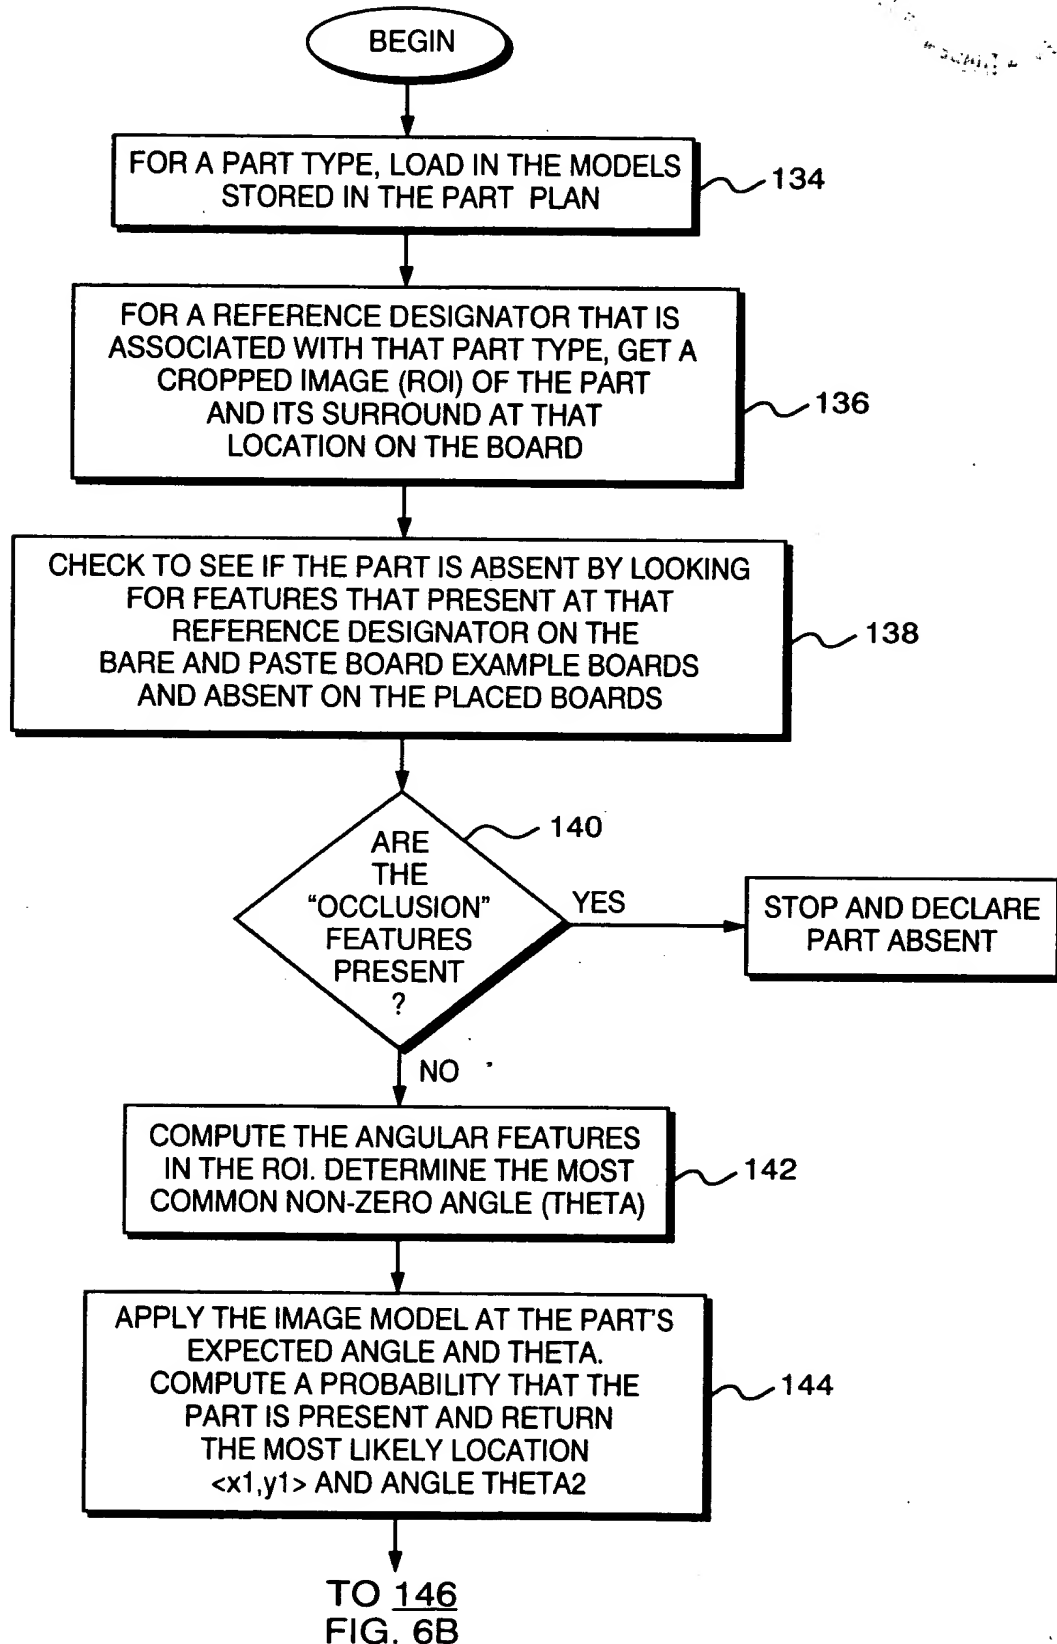 BEGIN
FOR A PART TYPE, LOAD IN THE MODELS
STORED IN THE PART PLAN
134
FOR A REFERENCE DESIGNATOR THAT IS
ASSOCIATED WITH THAT PART TYPE, GET A
CROPPED IMAGE (ROI) OF THE PART
AND ITS SURROUND AT THAT
LOCATION ON THE BOARD
136
CHECK TO SEE IF THE PART IS ABSENT BY LOOKING
FOR FEATURES THAT PRESENT AT THAT
REFERENCE DESIGNATOR ON THE
BARE AND PASTE BOARD EXAMPLE BOARDS
AND ABSENT ON THE PLACED BOARDS
138
ARE
THE
“OCCLUSION”
FEATURES
PRESENT
?
140
YES
STOP AND DECLARE
PART ABSENT
NO
COMPUTE THE ANGULAR FEATURES
IN THE ROI. DETERMINE THE MOST
COMMON NON-ZERO ANGLE (THETA)
142
APPLY THE IMAGE MODEL AT THE PART'S
EXPECTED ANGLE AND THETA.
COMPUTE A PROBABILITY THAT THE
PART IS PRESENT AND RETURN
THE MOST LIKELY LOCATION
<x1,y1> AND ANGLE THETA2
144
TO 146
FIG. 6B